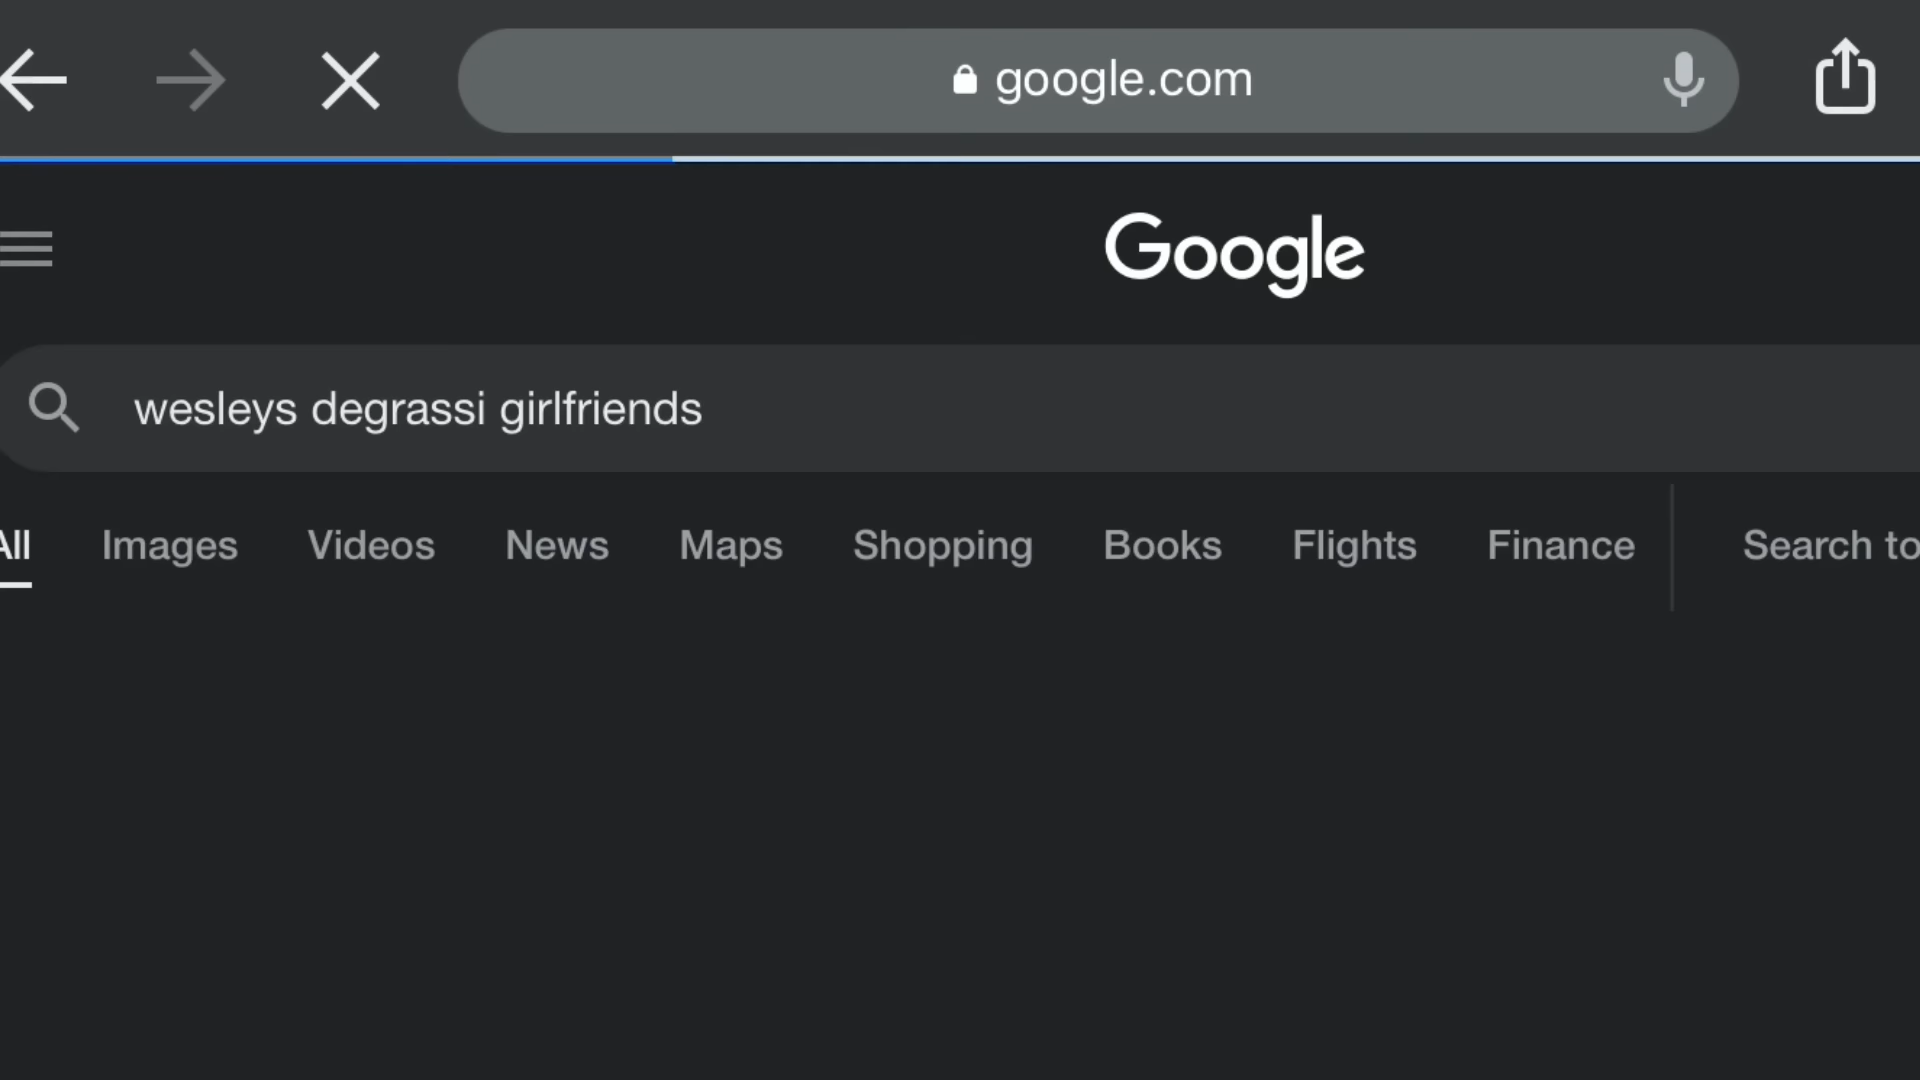 google.com
Google
wesleys degrassi girlfriends
All Images Videos News Maps Shopping Books Flights Finance Search to